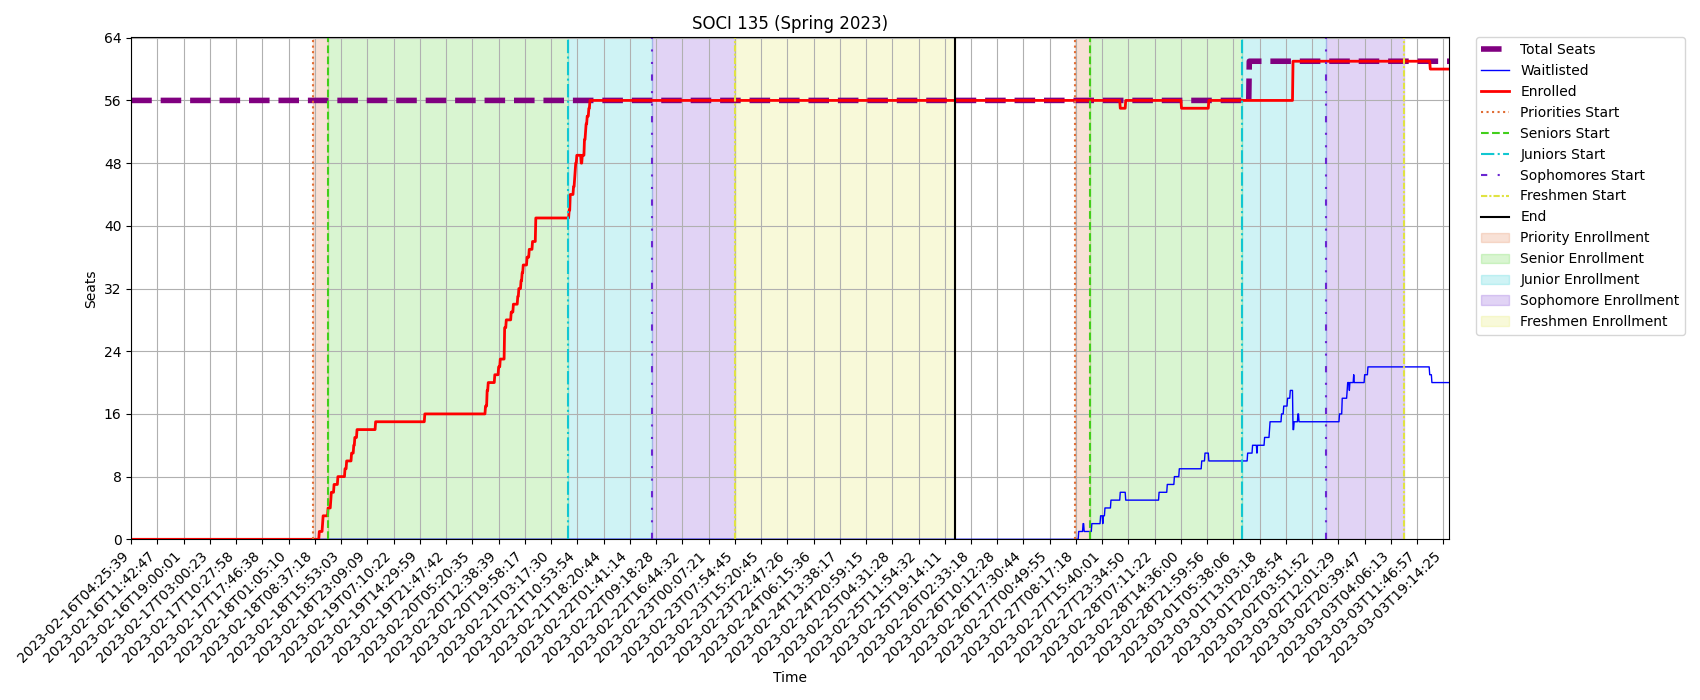 SOCI 135 (Spring 2023)
64
56
48
40
32
24
16
8
0
Seats
2023-02-16T04:25:39
2023-02-16T11:42:47
2023-02-16T19:00:01
2023-02-17T03:00:23
2023-02-17T10:27:58
2023-02-17T17:46:38
2023-02-18T01:05:10
2023-02-18T08:37:18
2023-02-18T15:53:03
2023-02-18T23:09:09
2023-02-19T07:10:22
2023-02-19T14:29:59
2023-02-19T21:47:42
2023-02-20T05:20:35
2023-02-20T12:38:39
2023-02-20T19:58:17
2023-02-21T03:17:30
2023-02-21T10:53:54
2023-02-21T18:20:44
2023-02-22T01:41:14
2023-02-22T09:18:28
2023-02-22T16:44:32
2023-02-23T00:07:21
2023-02-23T07:54:45
2023-02-23T15:20:45
2023-02-23T22:47:26
2023-02-24T06:15:36
2023-02-24T13:38:17
2023-02-24T20:59:15
2023-02-25T04:31:28
2023-02-25T11:54:32
2023-02-25T19:14:11
2023-02-26T02:33:18
2023-02-26T10:12:28
2023-02-26T17:30:44
2023-02-27T00:49:55
2023-02-27T08:17:18
2023-02-27T15:40:01
2023-02-27T23:34:50
2023-02-28T07:11:22
2023-02-28T14:36:00
2023-02-28T21:59:56
2023-03-01T05:38:06
2023-03-01T13:03:18
2023-03-01T20:28:54
2023-03-02T03:51:52
2023-03-02T12:01:29
2023-03-02T20:39:47
2023-03-03T04:06:13
2023-03-03T11:46:57
2023-03-03T19:14:25
Time
Total Seats
Waitlisted
Enrolled
Priorities Start
Seniors Start
Juniors Start
Sophomores Start
Freshmen Start
End
Priority Enrollment
Senior Enrollment
Junior Enrollment
Sophomore Enrollment
Freshmen Enrollment